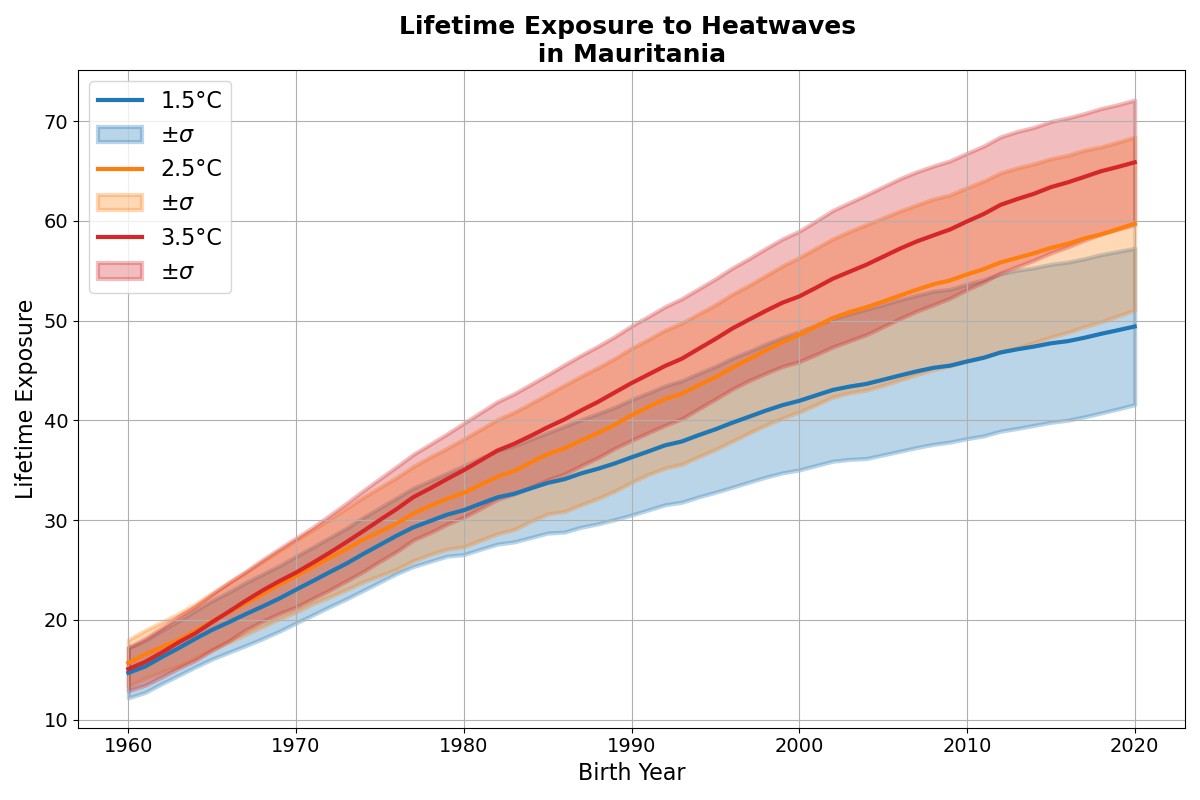 Lifetime Exposure to Heatwaves
in Mauritania
1.5°C
±σ
2.5°C
±σ
3.5°C
±σ
Lifetime Exposure
70
60
50
40
30
20
10
1960 1970 1980 1990 2000 2010 2020
Birth Year